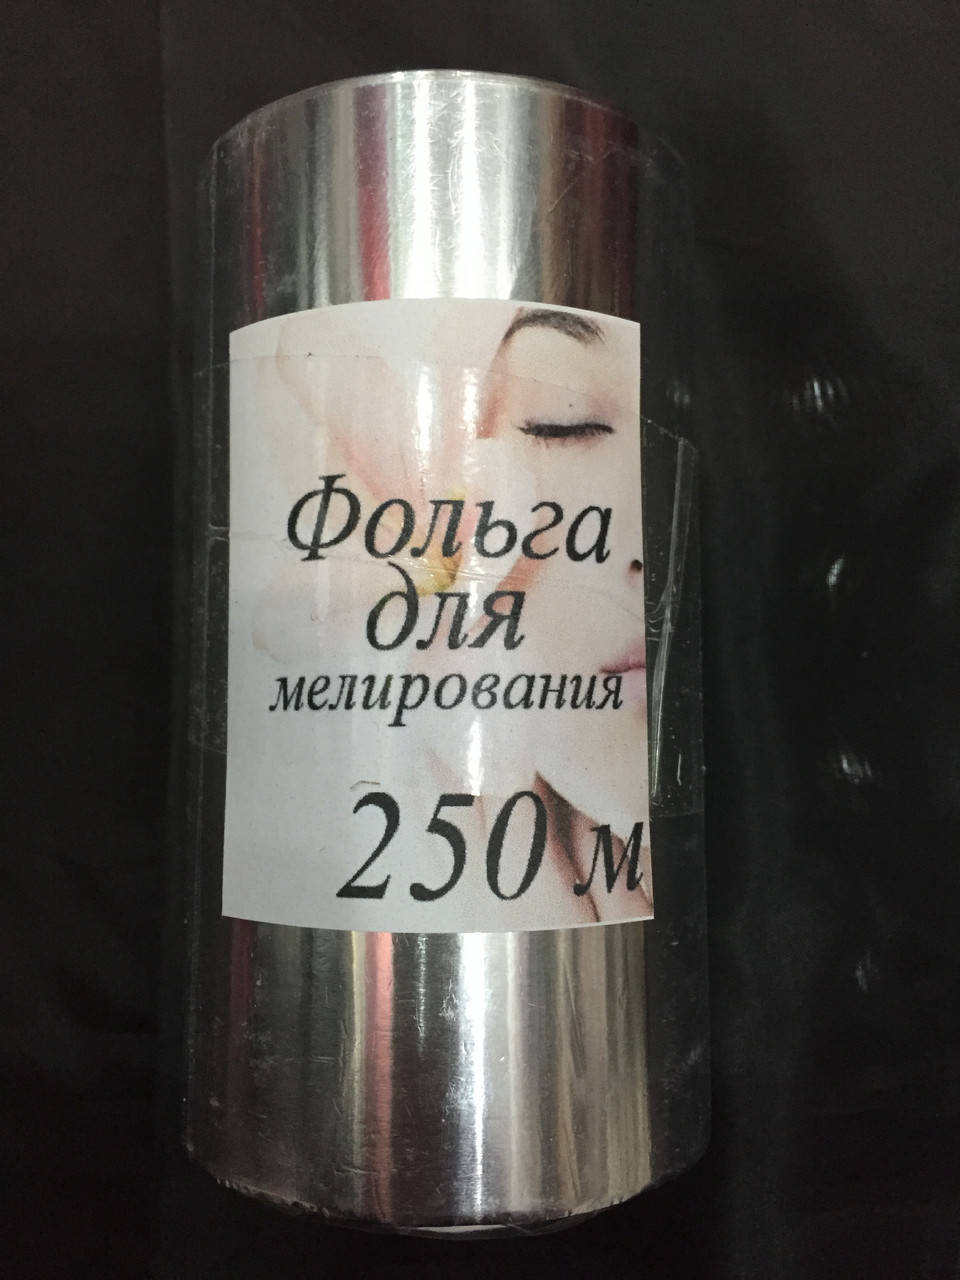 Фольга
для
мелирования
250 м